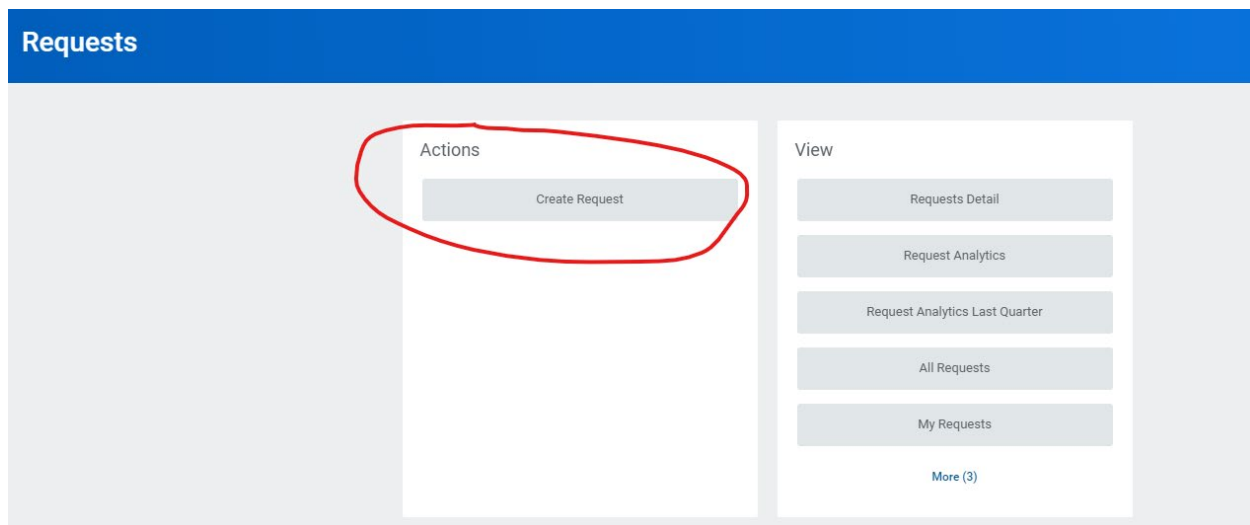 Requests
Actions
Create Request
View
Requests Detail
Request Analytics
Request Analytics Last Quarter
All Requests
My Requests
More (3)